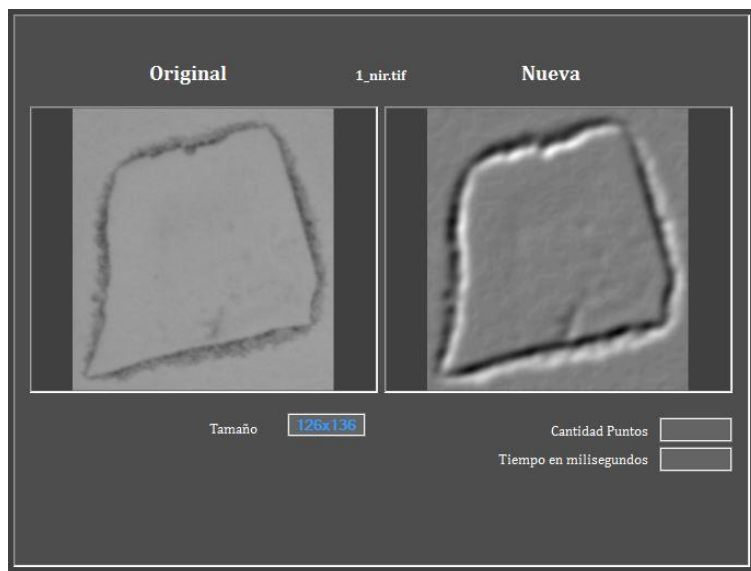 Original 1_nir.tif Nueva
Tamaño 126x136
Cantidad Puntos
Tiempo en milisegundos